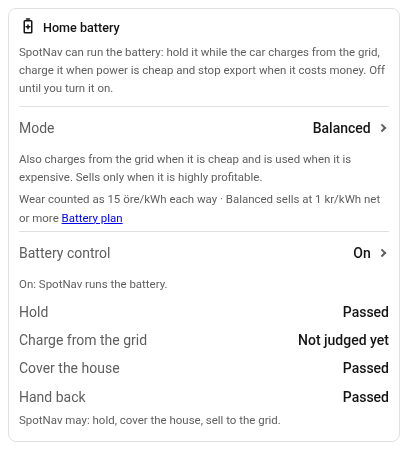 Home battery
SpotNav can run the battery: hold it while the car charges from the grid,
charge it when power is cheap and stop export when it costs money. Off
until you turn it on.
Mode Balanced
Also charges from the grid when it is cheap and is used when it is
expensive. Sells only when it is highly profitable.
Wear counted as 15 öre/kWh each way · Balanced sells at 1 kr/kWh net
or more Battery plan
Battery control On
On: SpotNav runs the battery.
Hold Passed
Charge from the grid Not judged yet
Cover the house Passed
Hand back Passed
SpotNav may: hold, cover the house, sell to the grid.